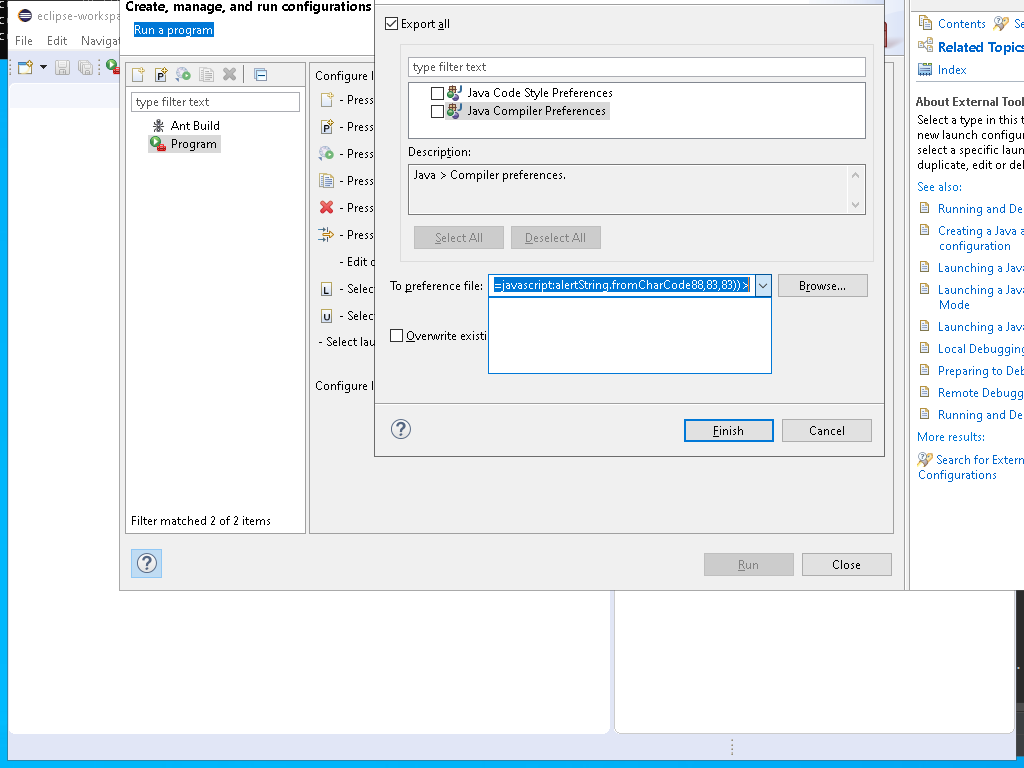 eclipse-workspa
File Edit Navigat
type filter text
Ant Build
Program
Filter matched 2 of 2 items
Create, manage, and run configurations
Run a program
Configure l
- Press
- Press
- Press
- Press
- Press
- Press
- Edit c
- Selec
- Selec
- Select lau
Configure l
Run
Close
Export all
type filter text
Java Code Style Preferences
Java Compiler Preferences
Description:
Java > Compiler preferences.
Select All
Deselect All
To preference file:
=javascript:alertString.fromCharCode88,83,83))>
Browse...
Overwrite existi
Finish
Cancel
Contents
Se
Related Topics
Index
About External Tool
Select a type in this t
new launch configur
select a specific laun
duplicate, edit or del
See also:
Running and De
Creating a Java a
configuration
Launching a Java
Launching a Java
Mode
Launching a Java
Local Debugging
Preparing to Deb
Remote Debugg
Running and De
More results:
Search for Extern
Configurations